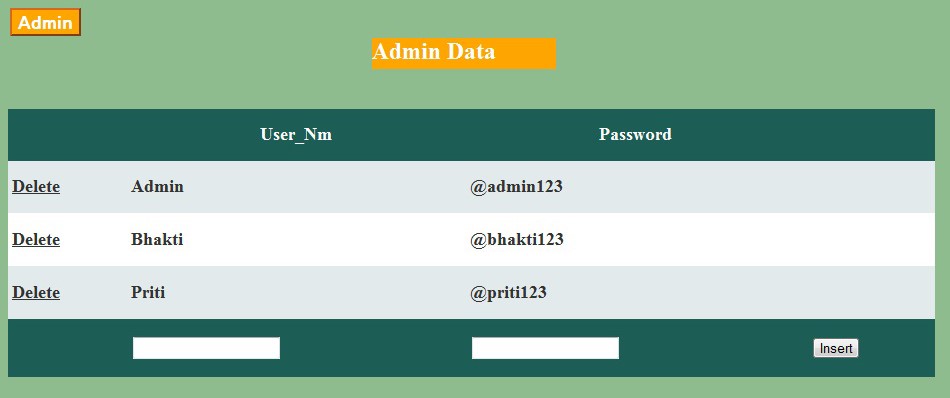 Admin
Admin Data
User_Nm Password
Delete Admin @admin123
Delete Bhakti @bhakti123
Delete Priti @priti123
Insert